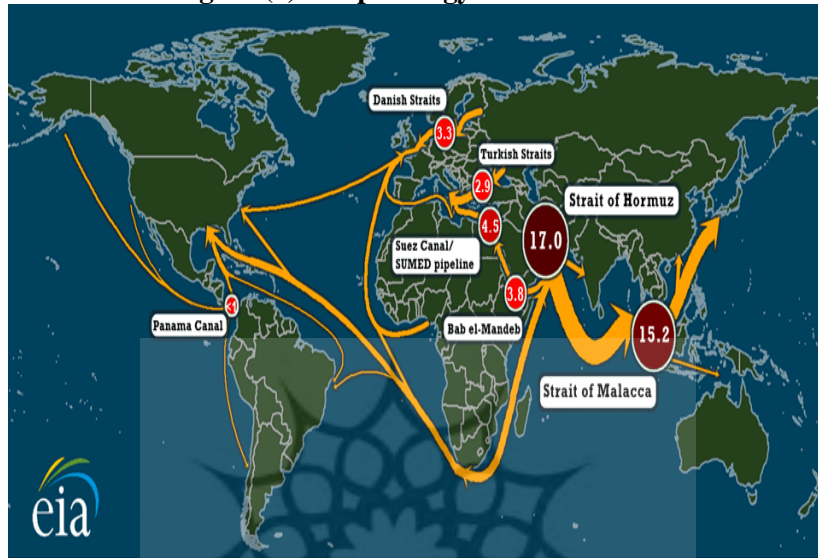 Danish Straits
3.3
Turkish Straits
2.9
Strait of Hormuz
17.0
4.5
Suez Canal/
SUMED pipeline
3.8
Bab el-Mandeb
<1
Panama Canal
15.2
Strait of Malacca
eia